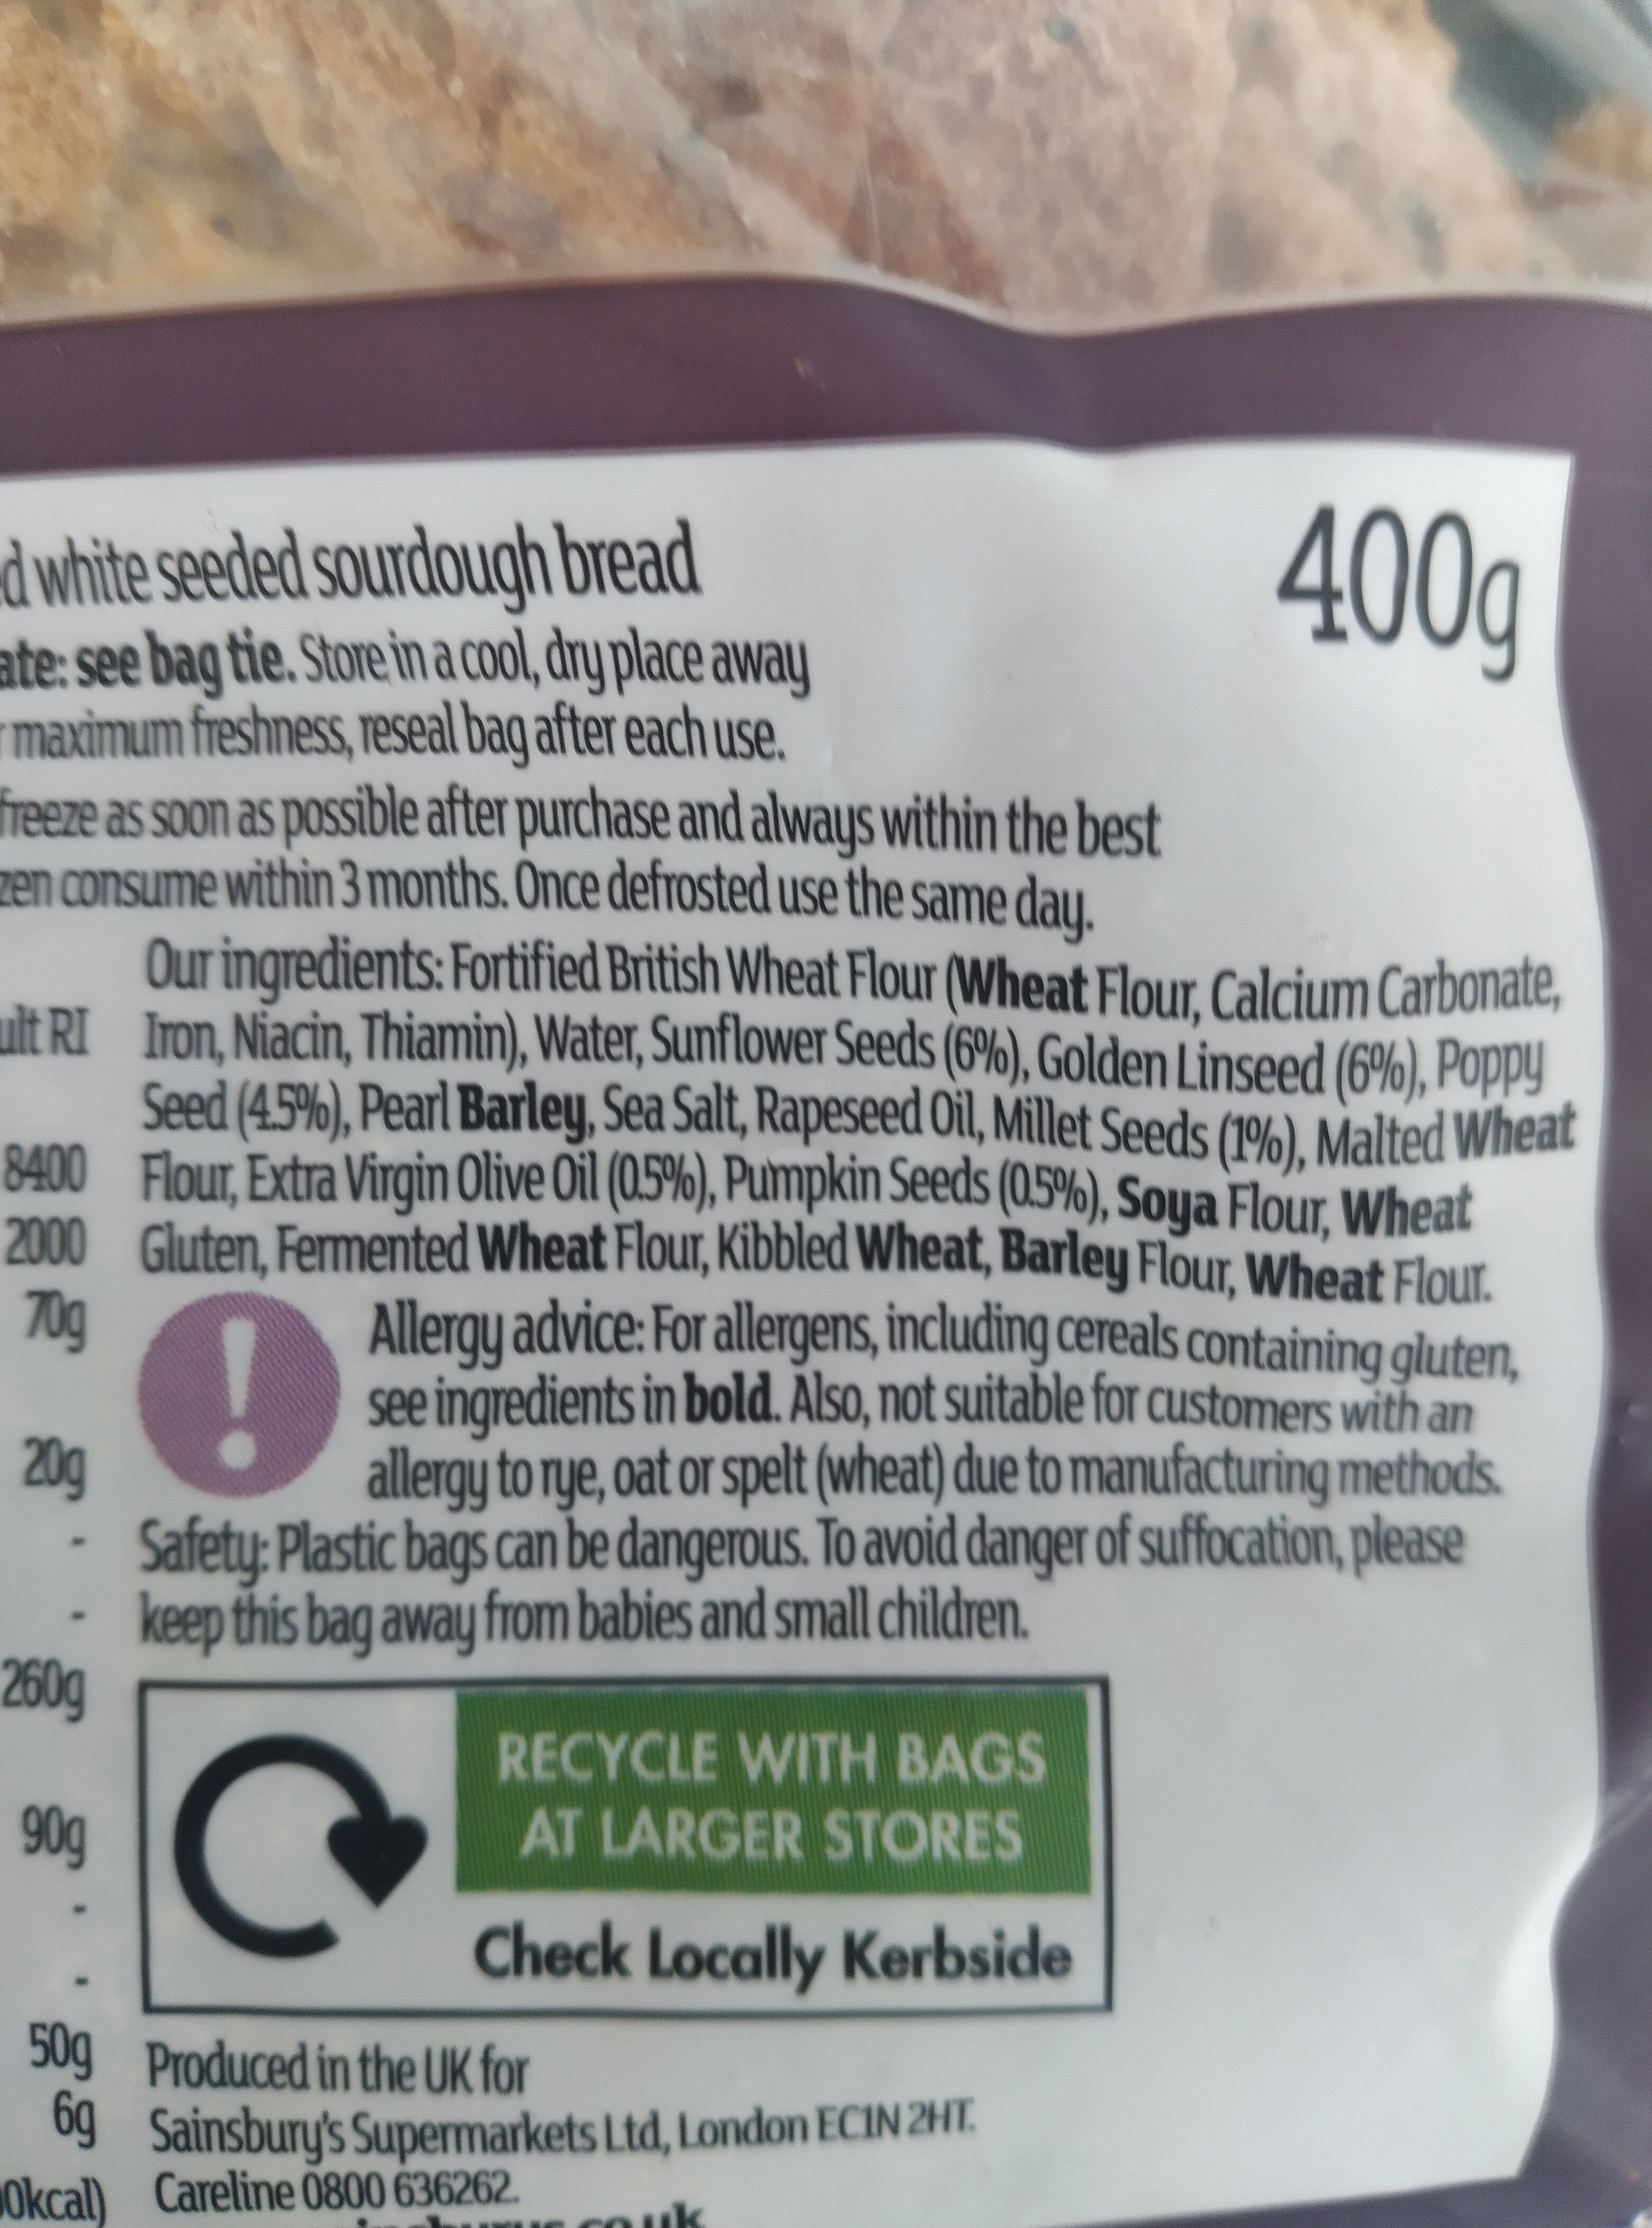 d white seeded sourdough bread
400g
ate: see bag tie. Store in a cool, dry place away
maximum freshness, reseal bag after each use.
freeze as soon as possible after purchase and always within the best
zen consume within 3 months. Once defrosted use the same day.
Our ingredients: Fortified British Wheat Flour (Wheat Flour, Calcium Carbonate,
ult RI
Iron, Niacin, Thiamin), Water, Sunflower Seeds (6%), Golden Linseed (6%), Poppy
Seed (4.5%), Pearl Barley, Sea Salt, Rapeseed Oil, Millet Seeds (1%), Malted Wheat
8400
Flour, Extra Virgin Olive Oil (0.5%), Pumpkin Seeds (0.5%), Soya Flour, Wheat
2000
Gluten, Fermented Wheat Flour, Kibbled Wheat, Barley Flour, Wheat Flour.
70g
Allergy advice: For allergens, including cereals containing gluten,
see ingredients in bold. Also, not suitable for customers with an
20g
allergy to rye, oat or spelt (wheat) due to manufacturing methods.
-
Safety: Plastic bags can be dangerous. To avoid danger of suffocation, please
-
keep this bag away from babies and small children.
260g
RECYCLE WITH BAGS
AT LARGER STORES
90g
-
Check Locally Kerbside
-
50g
Produced in the UK for
6g
Sainsbury's Supermarkets Ltd, London EC1N 2HT.
0kcal)
Careline 0800 636262.